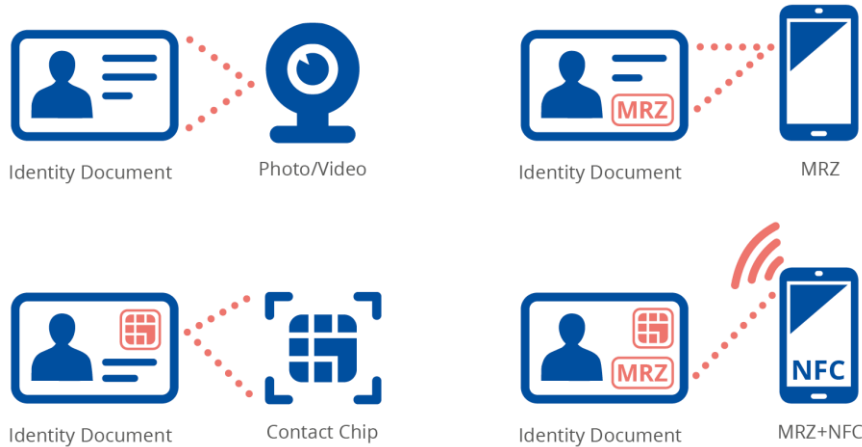 MRZ
Identity Document
Photo/Video
Identity Document
MRZ
MRZ
NFC
Identity Document
Contact Chip
Identity Document
MRZ+NFC